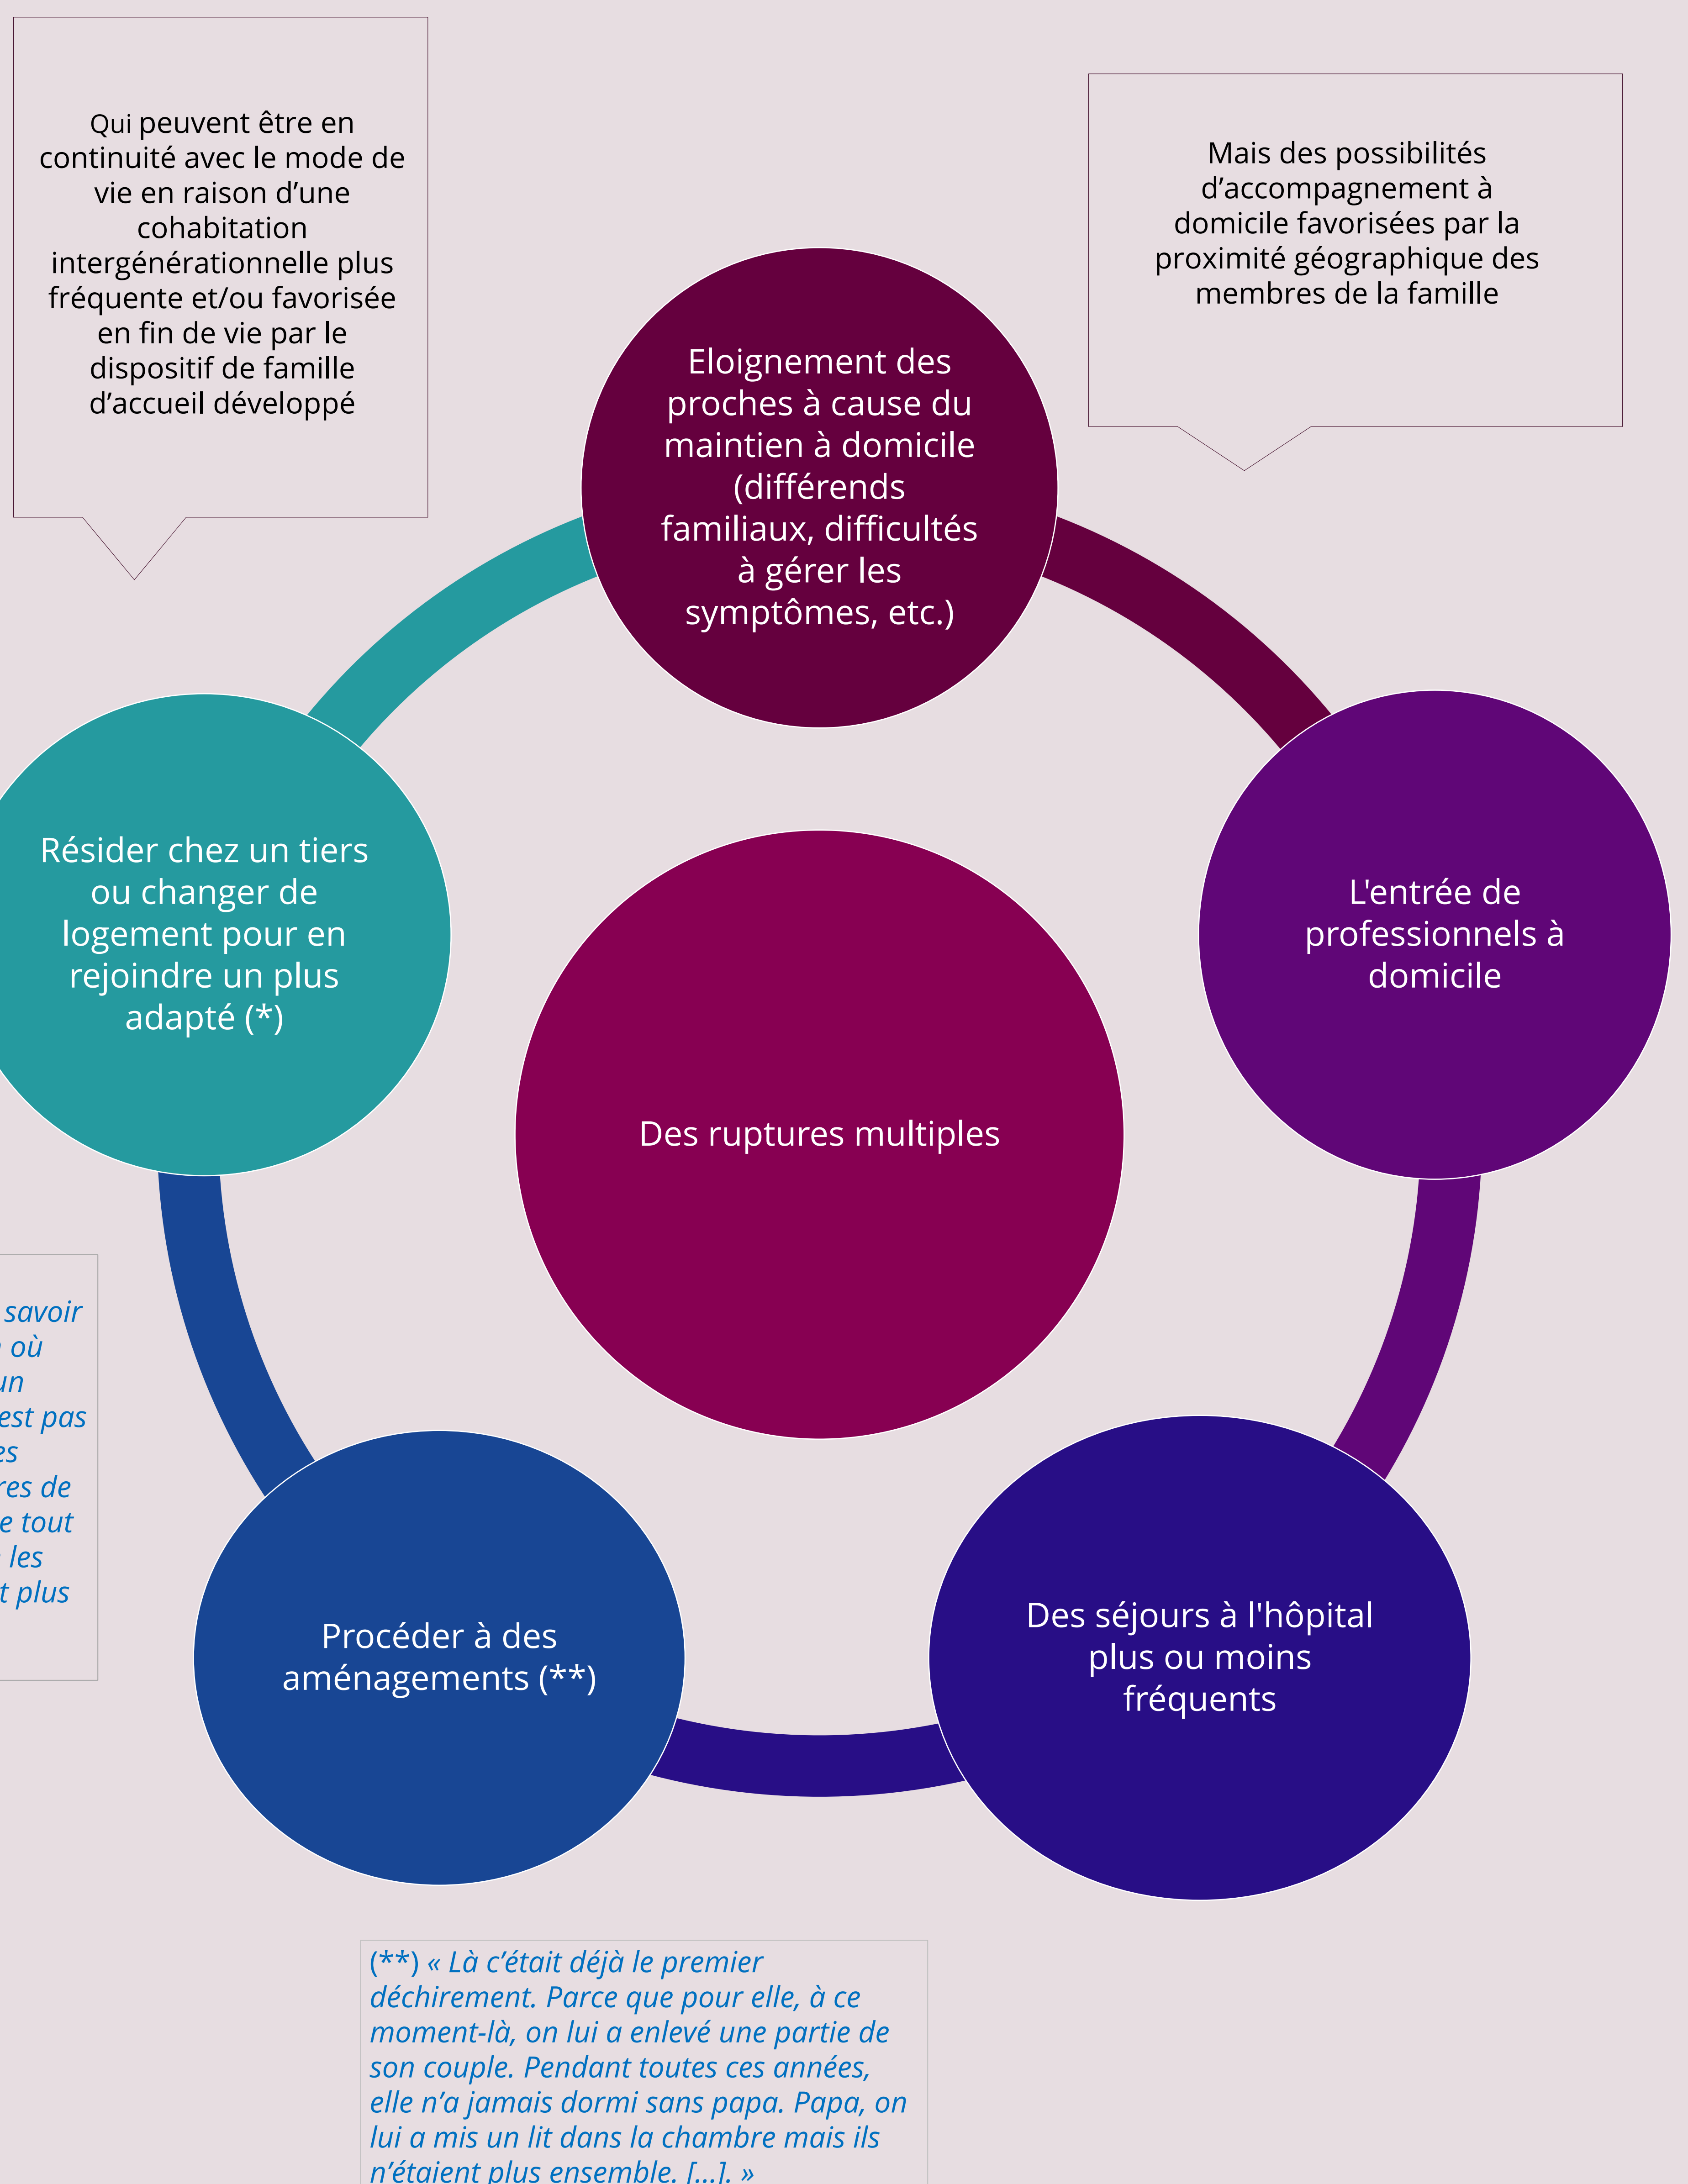 Qui peuvent être en
continuité avec le mode de
vie en raison d’une
cohabitation
intergénérationnelle plus
fréquente et/ou favorisée
en fin de vie par le
dispositif de famille
d’accueil développé
Mais des possibilités
d’accompagnement à
domicile favorisées par la
proximité géographique des
membres de la famille
Eloignement des
proches à cause du
maintien à domicile
(différends
familiaux, difficultés
à gérer les
symptômes, etc.)
Résider chez un tiers
ou changer de
logement pour en
rejoindre un plus
adapté (*)
L'entrée de
professionnels à
domicile
Des ruptures multiples
savoir
où
un
est pas
es
res de
e tout
les
t plus
Procéder à des
aménagements (**)
Des séjours à l'hôpital
plus ou moins
fréquents
(**) « Là c’était déjà le premier
déchirement. Parce que pour elle, à ce
moment-là, on lui a enlevé une partie de
son couple. Pendant toutes ces années,
elle n’a jamais dormi sans papa. Papa, on
lui a mis un lit dans la chambre mais ils
n’étaient plus ensemble. […]. »